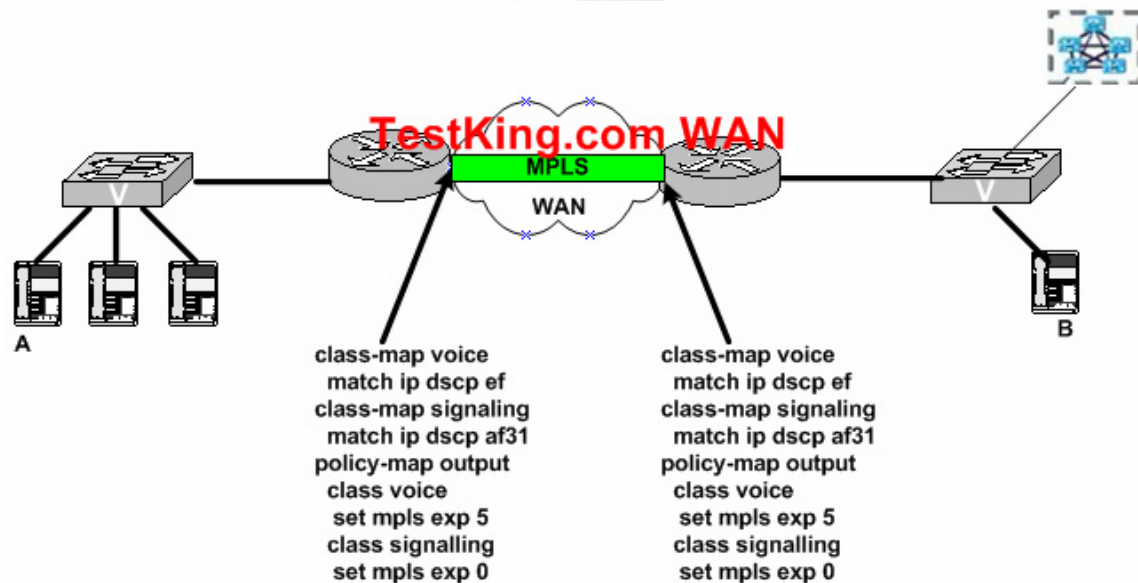 TestKing.com WAN
MPLS
WAN
V
V
A
B
class-map voice
match ip dscp ef
class-map signaling
match ip dscp af31
policy-map output
class voice
set mpls exp 5
class signalling
set mpls exp 0
class-map voice
match ip dscp ef
class-map signaling
match ip dscp af31
policy-map output
class voice
set mpls exp 5
class signalling
set mpls exp 0